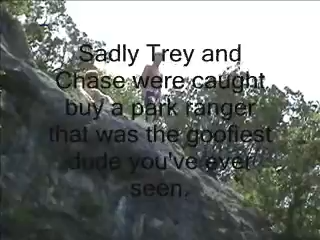 Sadly Trey and
Chase were caught
buy a park ranger
that was the goofiest
dude you've ever
seen.